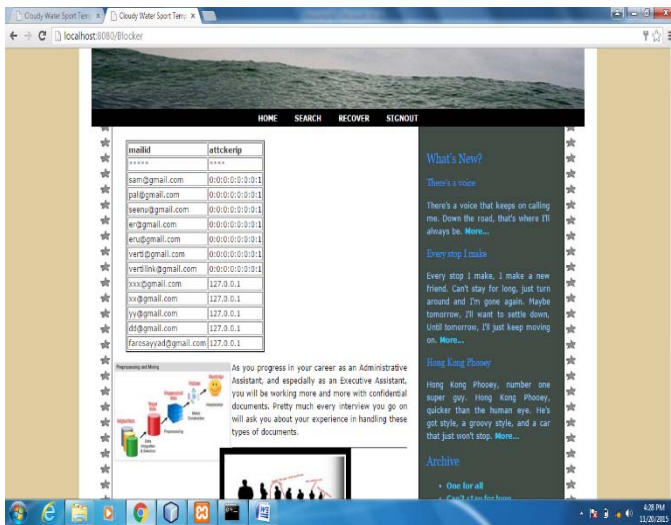 Cloudy Water Sport Tem
Cloudy Water Sport Temp
localhost:8080/Blocker
HOME SEARCH RECOVER SIGNOUT
mailid attckerip
***** ****
sam@gmail.com 0:0:0:0:0:0:0:1
pal@gmail.com 0:0:0:0:0:0:0:1
seenu@gmail.com 0:0:0:0:0:0:0:1
er@gmail.com 0:0:0:0:0:0:0:1
eru@gmail.com 0:0:0:0:0:0:0:1
verti@gmail.com 0:0:0:0:0:0:0:1
vertilink@gmail.com 0:0:0:0:0:0:0:1
xxx@gmail.com 127.0.0.1
xx@gmail.com 127.0.0.1
yy@gmail.com 127.0.0.1
dd@gmail.com 127.0.0.1
farosayyad@gmail.com 127.0.0.1
Preprocessing and Mining
Preprocessing
As you progress in your career as an Administrative
Assistant, and especially as an Executive Assistant,
you will be working more and more with confidential
documents. Pretty much every interview you go on
will ask you about your experience in handling these
types of documents.
What's New?
There's a voice
There's a voice that keeps on calling
me. Down the road, that's where I'll
always be. More...
Every stop I make
Every stop I make, I make a new
friend. Can't stay for long, just turn
around and I'm gone again. Maybe
tomorrow, I'll want to settle down,
Until tomorrow, I'll just keep moving
on. More...
Hong Kong Phooey
Hong Kong Phooey, number one
super guy. Hong Kong Phooey,
quicker than the human eye. He's
got style, a groovy style, and a car
that just won't stop. More...
Archive
One for all
Can't stay for long
4:28 PM
11/20/2015